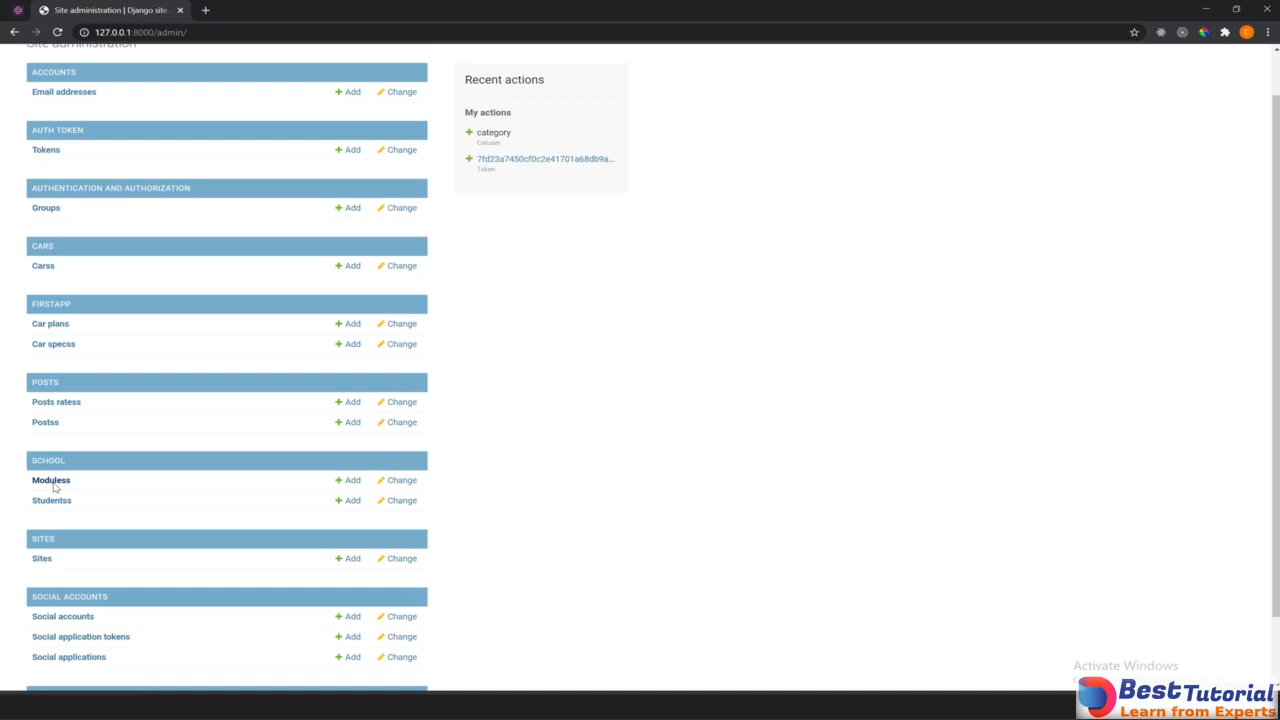 Site administration | Django site
127.0.0.1:8000/admin/
Site administration
ACCOUNTS
Email addresses Add Change
AUTH TOKEN
Tokens Add Change
AUTHENTICATION AND AUTHORIZATION
Groups Add Change
CARS
Carss Add Change
FIRSTAPP
Car plans Add Change
Car specss Add Change
POSTS
Posts ratess Add Change
Postss Add Change
SCHOOL
Moduless Add Change
Studentss Add Change
SITES
Sites Add Change
SOCIAL ACCOUNTS
Social accounts Add Change
Social application tokens Add Change
Social applications Add Change
Recent actions
My actions
category
Catuser
7fd23a7450cf0c2e41701a68db9a...
Token
C
Activate Windows
BestTutorial
Learn from Experts